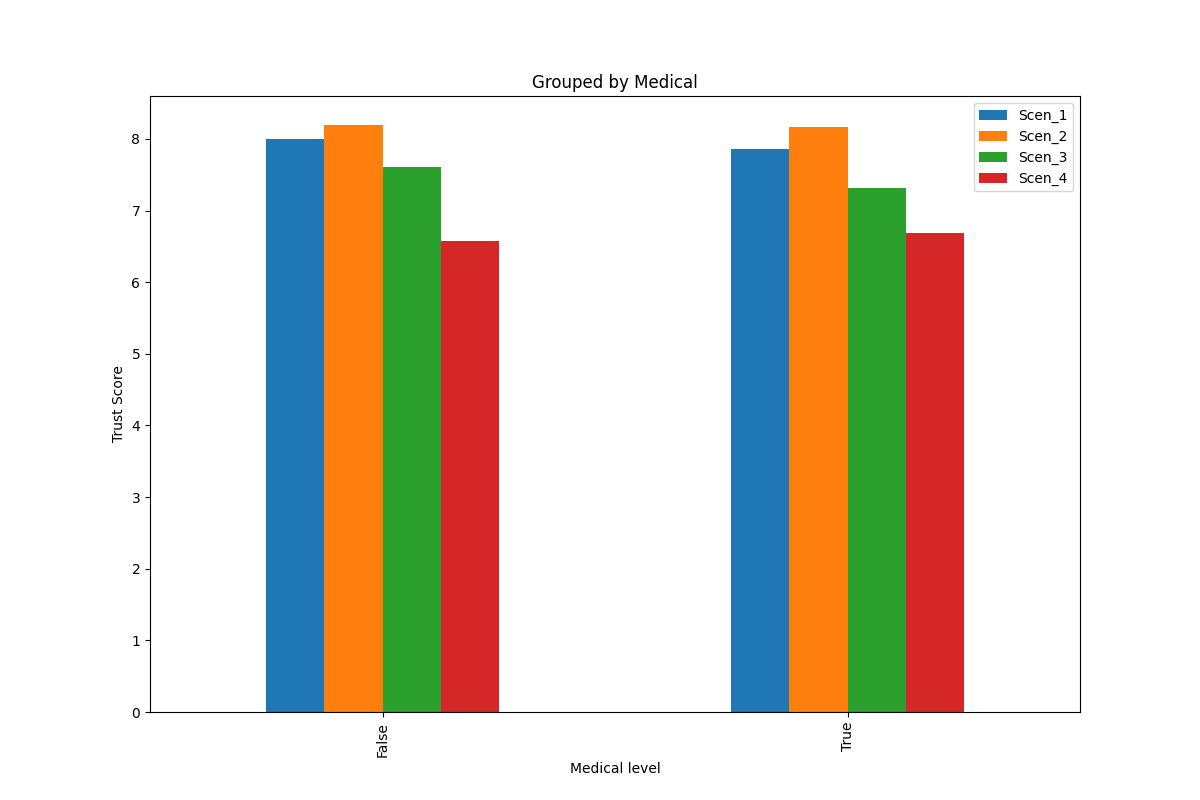 Grouped by Medical
Scen_1
Scen_2
Scen_3
Scen_4
8
7
6
5
4
3
2
1
0
Trust Score
False
True
Medical level